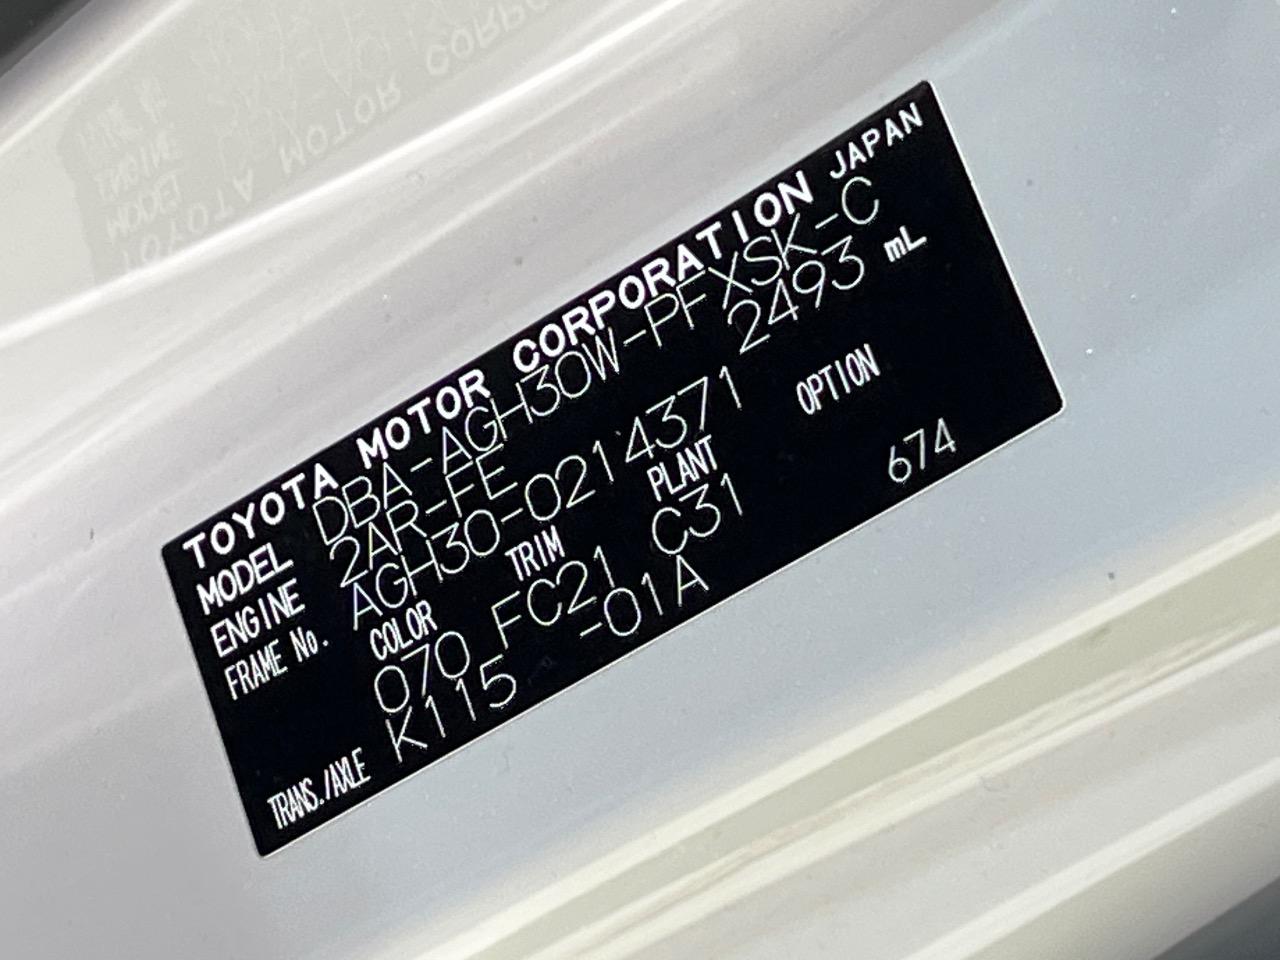 TOYOTA MOTOR CORPORATION JAPAN
MODEL DBA-AGH30W-PFXSK-C
ENGINE 2AR-FE 2493 mL
FRAME No. AGH30-0214371
COLOR TRIM PLANT OPTION
070 FC21 C31 674
TRANS./AXLE K115 -01A